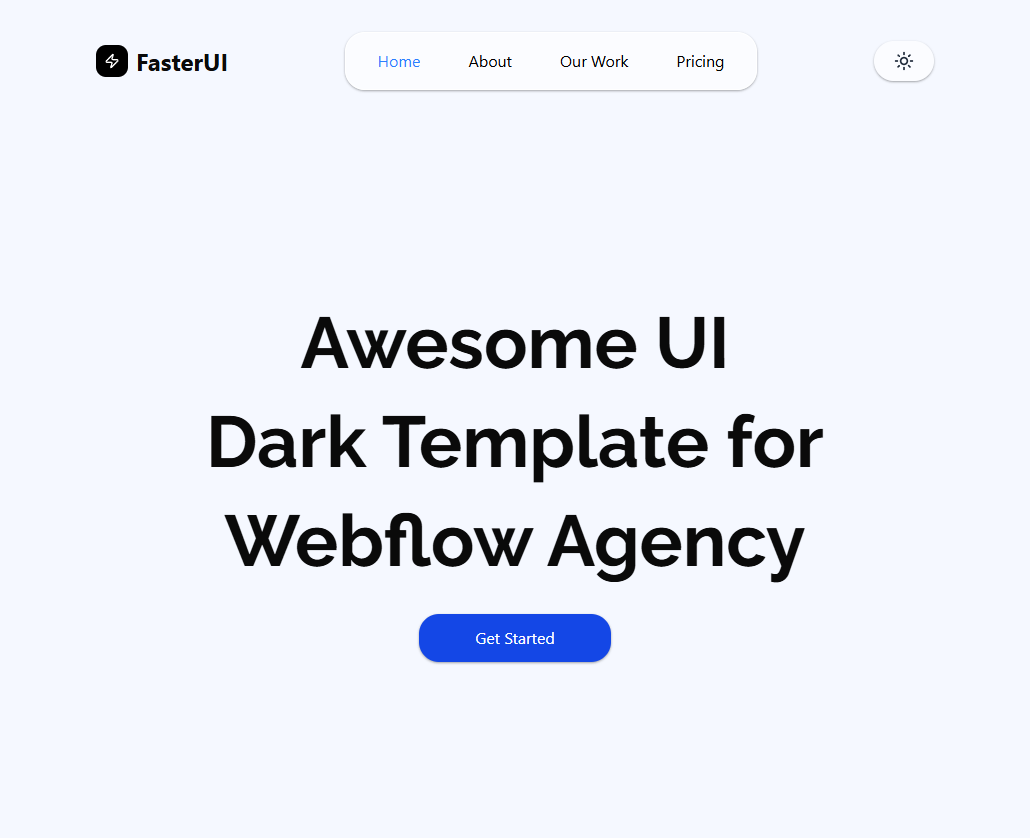 FasterUI
Home About Our Work Pricing
Awesome UI
Dark Template for
Webflow Agency
Get Started